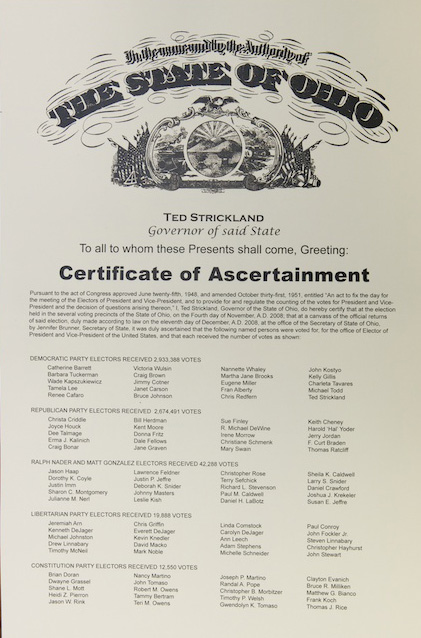 In the name and by the Authority of
THE STATE OF OHIO
TED STRICKLAND
Governor of said State
To all to whom these Presents shall come, Greeting:
Certificate of Ascertainment
Pursuant to the act of Congress approved June twenty-fifth, 1948, and amended October thirty-first, 1951, entitled "An act to fix the day for
the meeting of the Electors of President and Vice-President, and to provide for and regulate the counting of the votes for President and Vice-
President and the decision of questions arising thereon," I, Ted Strickland, Governor of the State of Ohio, do hereby certify that at the election
held in the several voting precincts of the State of Ohio, on the Fourth day of November, A.D. 2008, that at a canvass of the official returns
of said election, duly made according to law on the eleventh day of December, A.D. 2008, at the office of the Secretary of State of Ohio,
by Jennifer Brunner, Secretary of State, it was duly ascertained that the following named persons were voted for, for the office of Elector of
President and Vice-President of the United States, and that each received the number of votes as shown:
DEMOCRATIC PARTY ELECTORS RECEIVED 2,933,388 VOTES
Catherine Barrett Victoria Wulsin Nannette Whaley John Kostyo
Barbara Tuckerman Craig Brown Martha Jane Brooks Kelly Gillis
Wade Kapszukiewicz Jimmy Cotner Eugene Miller Charleta Tavares
Tamela Lee Janet Carson Fran Alberty Michael Todd
Renee Cafaro Bruce Johnson Chris Redfern Ted Strickland
REPUBLICAN PARTY ELECTORS RECEIVED 2,674,491 VOTES
Christa Criddle Bill Herdman Sue Finley Keith Cheney
Joyce Houck Kent Moore R. Michael DeWine Harold 'Hal' Yoder
Dee Talmage Donna Fritz Irene Morrow Jerry Jordan
Erma J. Kalinich Dale Fellows Christiane Schmenk F. Curt Braden
Craig Bonar Jane Graven Mary Swain Thomas Ratcliff
RALPH NADER AND MATT GONZALEZ ELECTORS RECEIVED 42,288 VOTES
Jason Haap Lawrence Feldner Christopher Rose Sheila K. Caldwell
Dorothy K. Coyle Justin P. Jeffre Terry Sefchick Larry S. Snider
Justin Imm Deborah K. Snider Richard L. Stevenson Daniel Crawford
Sharon C. Montgomery Johnny Masters Paul M. Caldwell Joshua J. Krekeler
Julianne M. Nerl Leslie Kish Daniel H. LaBotz Susan E. Jeffre
LIBERTARIAN PARTY ELECTORS RECEIVED 19,888 VOTES
Jeremiah Arn Chris Griffin Linda Comstock Paul Conroy
Kenneth DeJager Everett DeJager Carolyn DeJager John Fockler Jr.
Michael Johnston Kevin Knedler Ann Leech Steven Linnabary
Drew Linnabary David Macko Adam Stephens Christopher Hayhurst
Timothy McNeil Mark Noble Michelle Schneider John Stewart
CONSTITUTION PARTY ELECTORS RECEIVED 12,550 VOTES
Brian Doran Nancy Martino Joseph P. Martino Clayton Evanich
Dwayne Grassel John Tomaso Randal A. Pope Bruce R. Milliken
Shane L. Mott Robert M. Owens Christopher B. Morbitzer Matthew G. Bianco
Heidi Z. Pierron Tammy Bertram Timothy P. Welsh Frank Koch
Jason W. Rink Teri M. Owens Gwendolyn K. Tomaso Thomas J. Rice